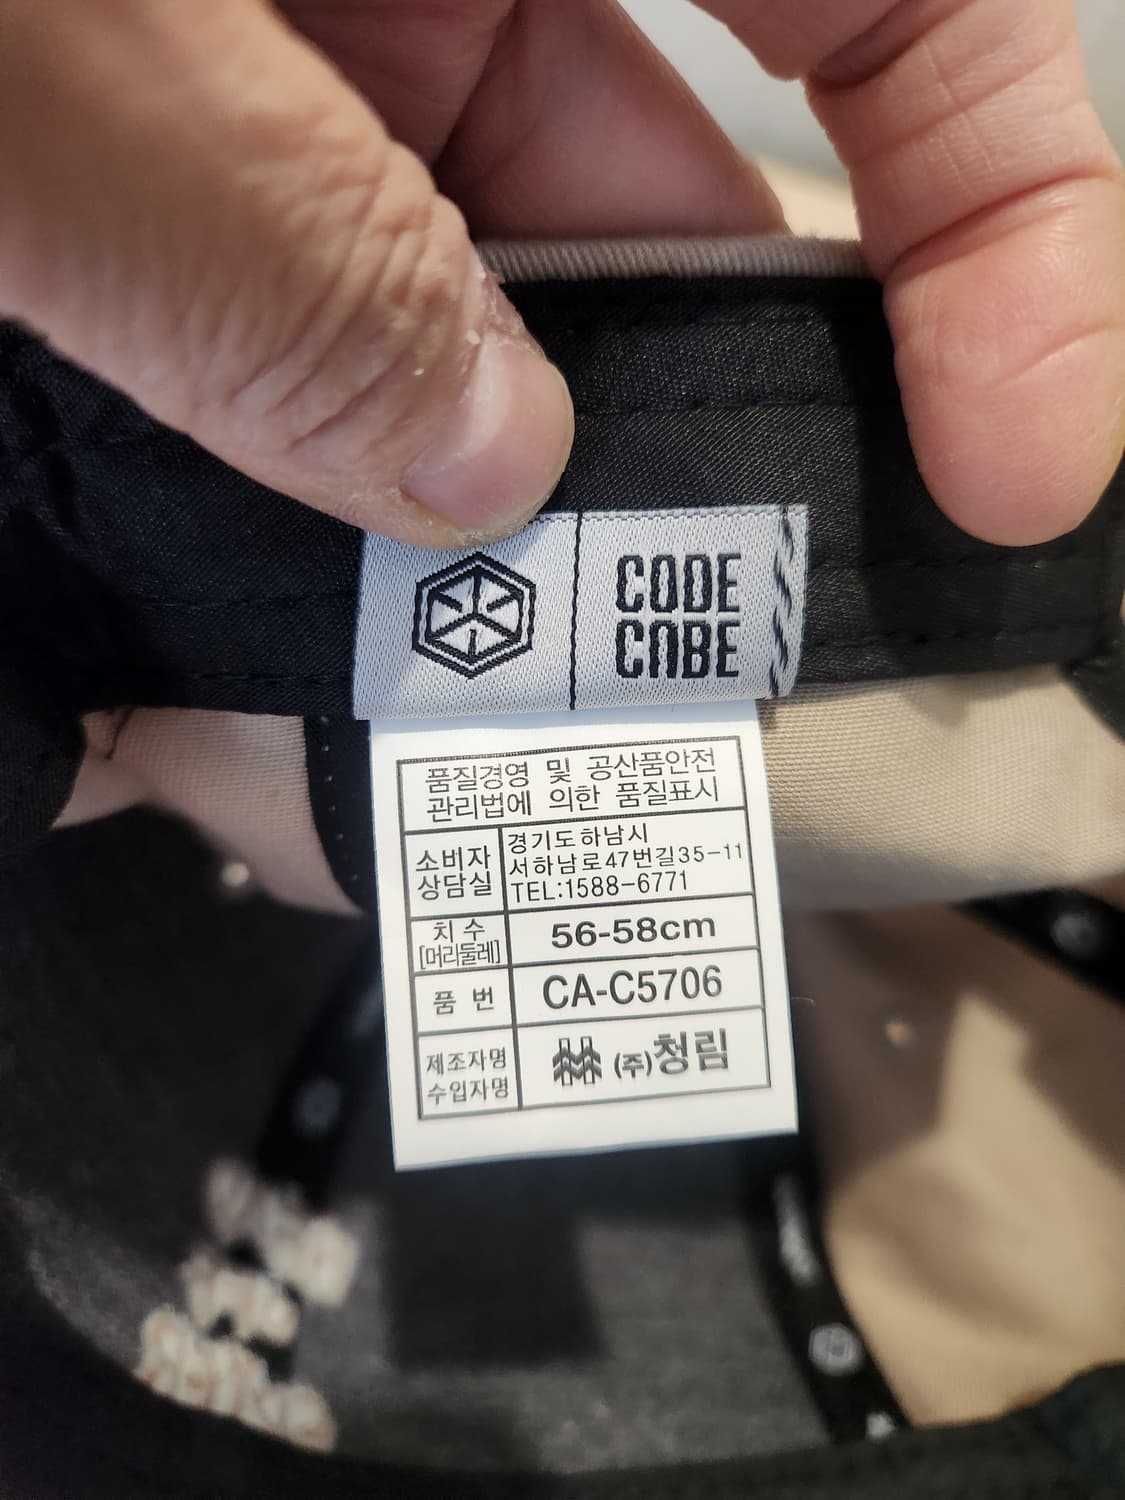 CODE
CUBE
품질경영 및 공산품안전
관리법에 의한 품질표시
소비자
상담실
경기도하남시
서하남로47번길35-11
TEL:1588-6771
치 수
[머리둘레]
56-58cm
품 번
CA-C5706
제조자명
수입자명
(주)청림